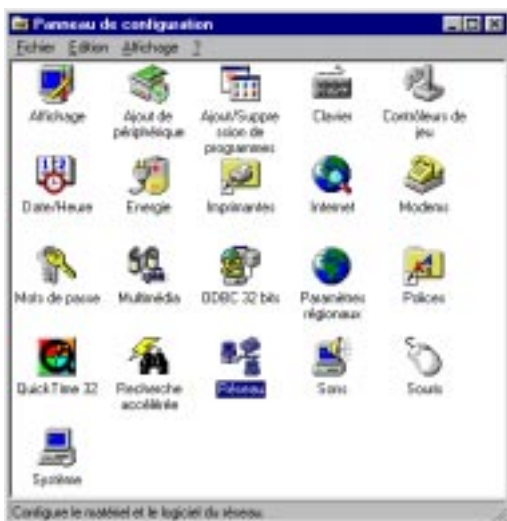 Panneau de configuration
Fichier Edition Affichage ?
Affichage
Ajout de
périphérique
Ajout/Suppre
ssion de
programmes
Clavier
Contrôleurs de
jeu
Date/Heure
Energie
Imprimantes
Internet
Modems
Mots de passe
Multimédia
ODBC 32 bits
Paramètres
régionaux
Polices
QuickTime 32
Recherche
accélérée
Réseau
Sons
Souris
Système
Configure le matériel et le logiciel du réseau.